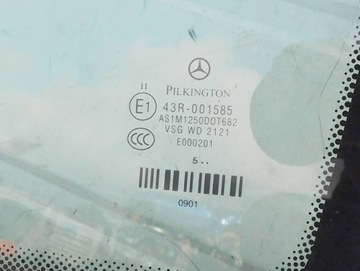 II
PILKINGTON
E1
43R-001585
AS1M1250DOT682
CCC
VSG WD 2121
E000201
5..
0901